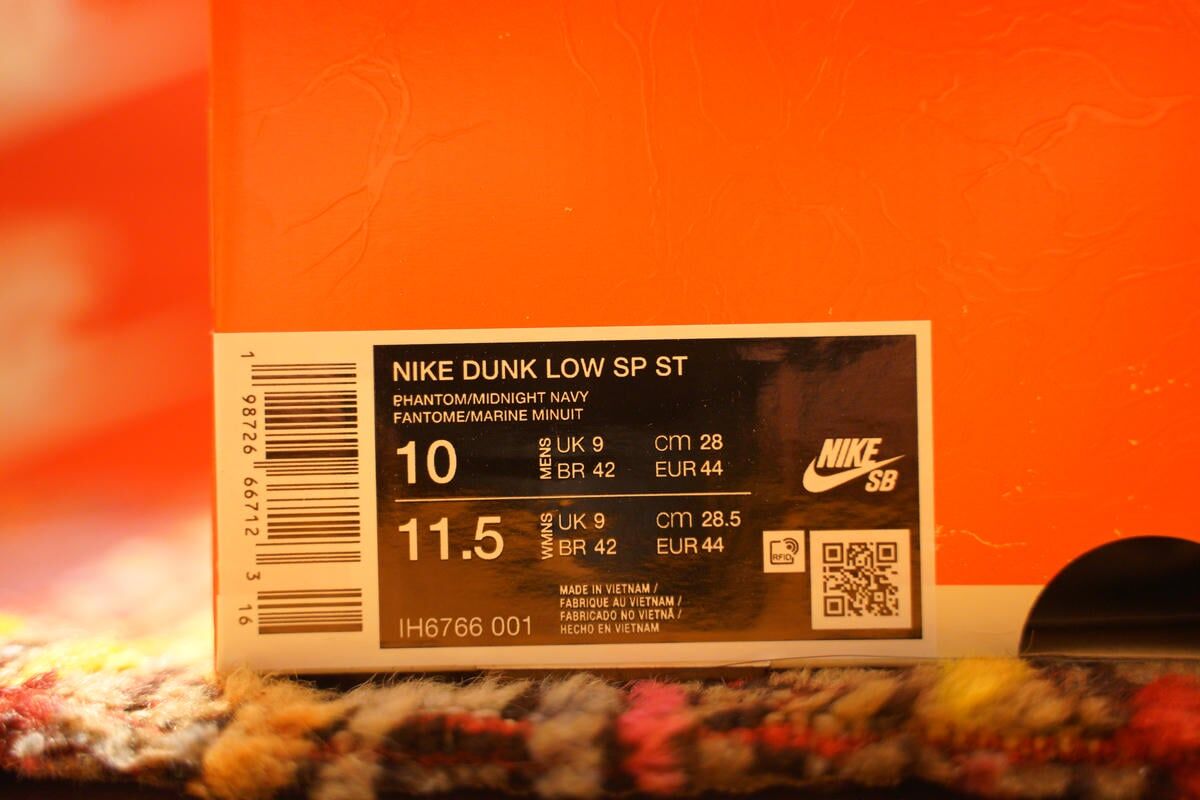 1 98726 66712 3 16
NIKE DUNK LOW SP ST
PHANTOM/MIDNIGHT NAVY
FANTOME/MARINE MINUIT
10 MENS UK 9 cm 28
BR 42 EUR 44
11.5 WMNS UK 9 cm 28.5
BR 42 EUR 44
NIKE
SB
RFID
MADE IN VIETNAM /
FABRIQUE AU VIETNAM /
FABRICADO NO VIETNÃ /
HECHO EN VIETNAM
IH6766 001